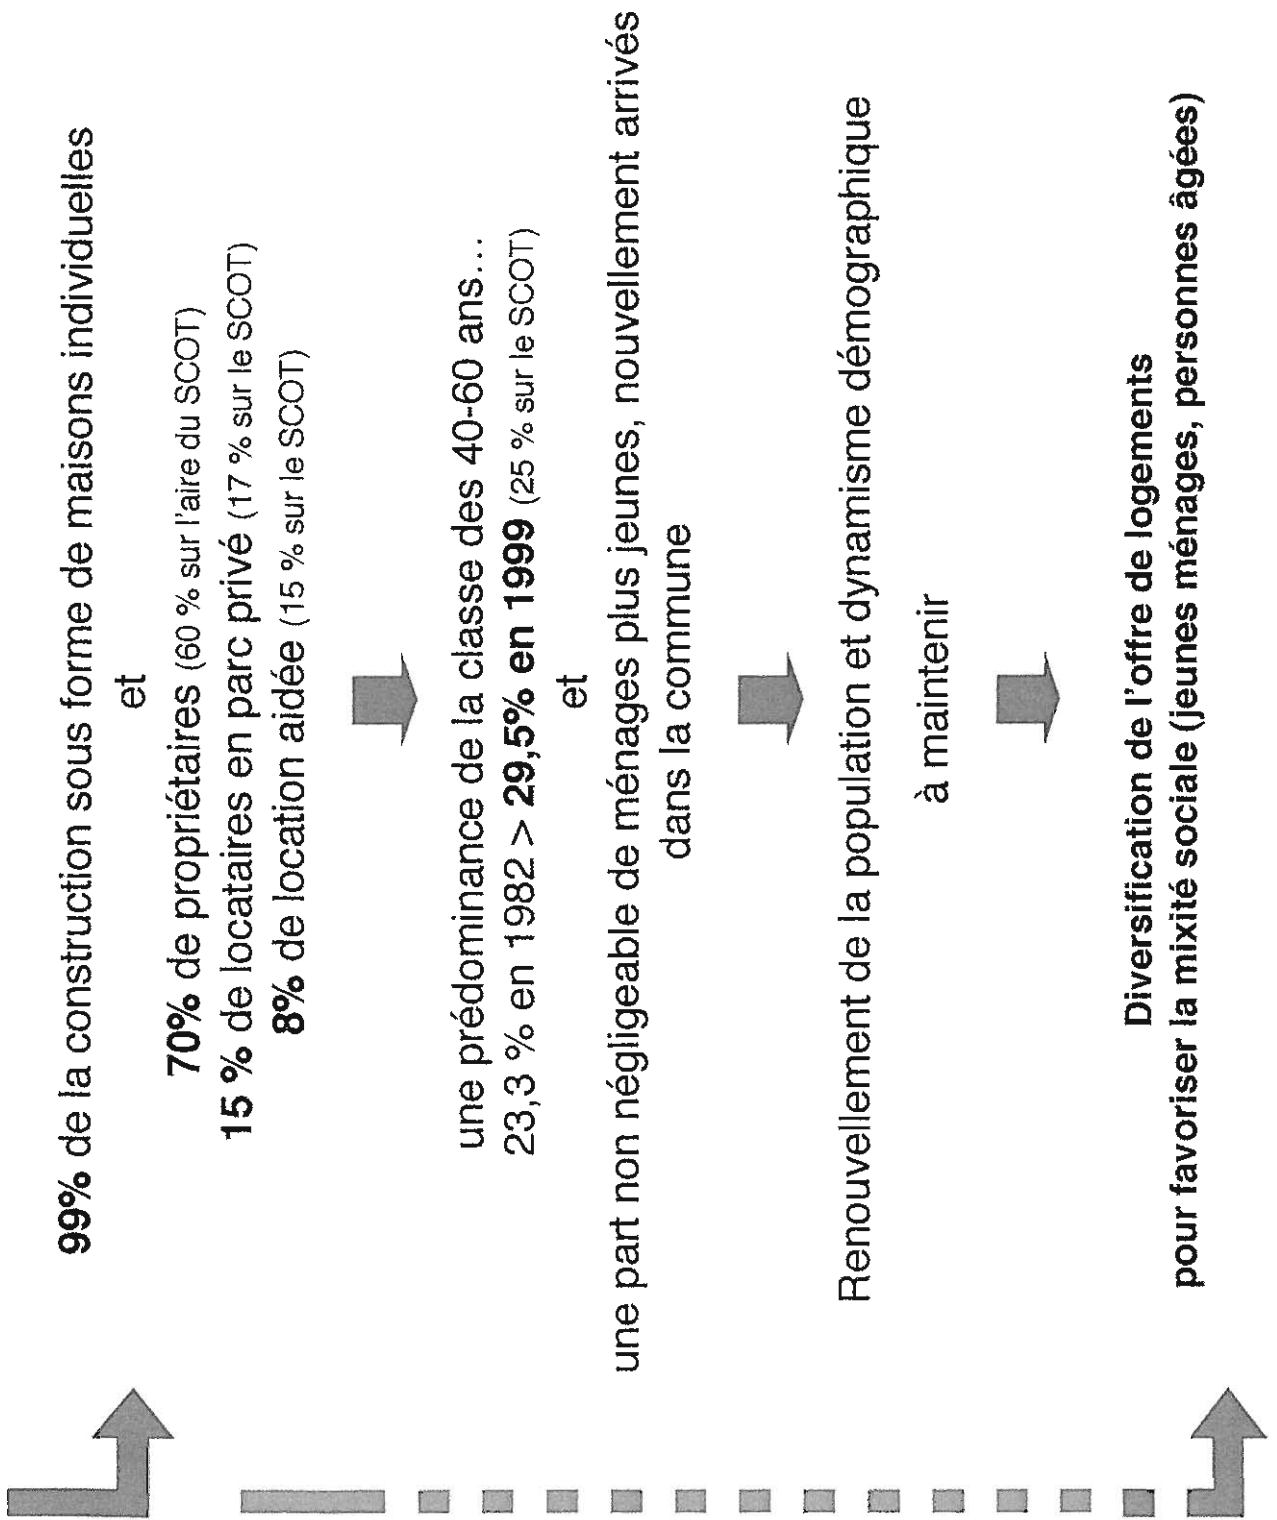 99% de la construction sous forme de maisons individuelles
et
70% de propriétaires (60 % sur l'aire du SCOT)
15 % de locataires en parc privé (17 % sur le SCOT)
8% de location aidée (15 % sur le SCOT)
une prédominance de la classe des 40-60 ans...
23,3 % en 1982 > 29,5% en 1999 (25 % sur le SCOT)
et
une part non négligeable de ménages plus jeunes, nouvellement arrivés
dans la commune
Renouvellement de la population et dynamisme démographique
à maintenir
Diversification de l'offre de logements
pour favoriser la mixité sociale (jeunes ménages, personnes âgées)